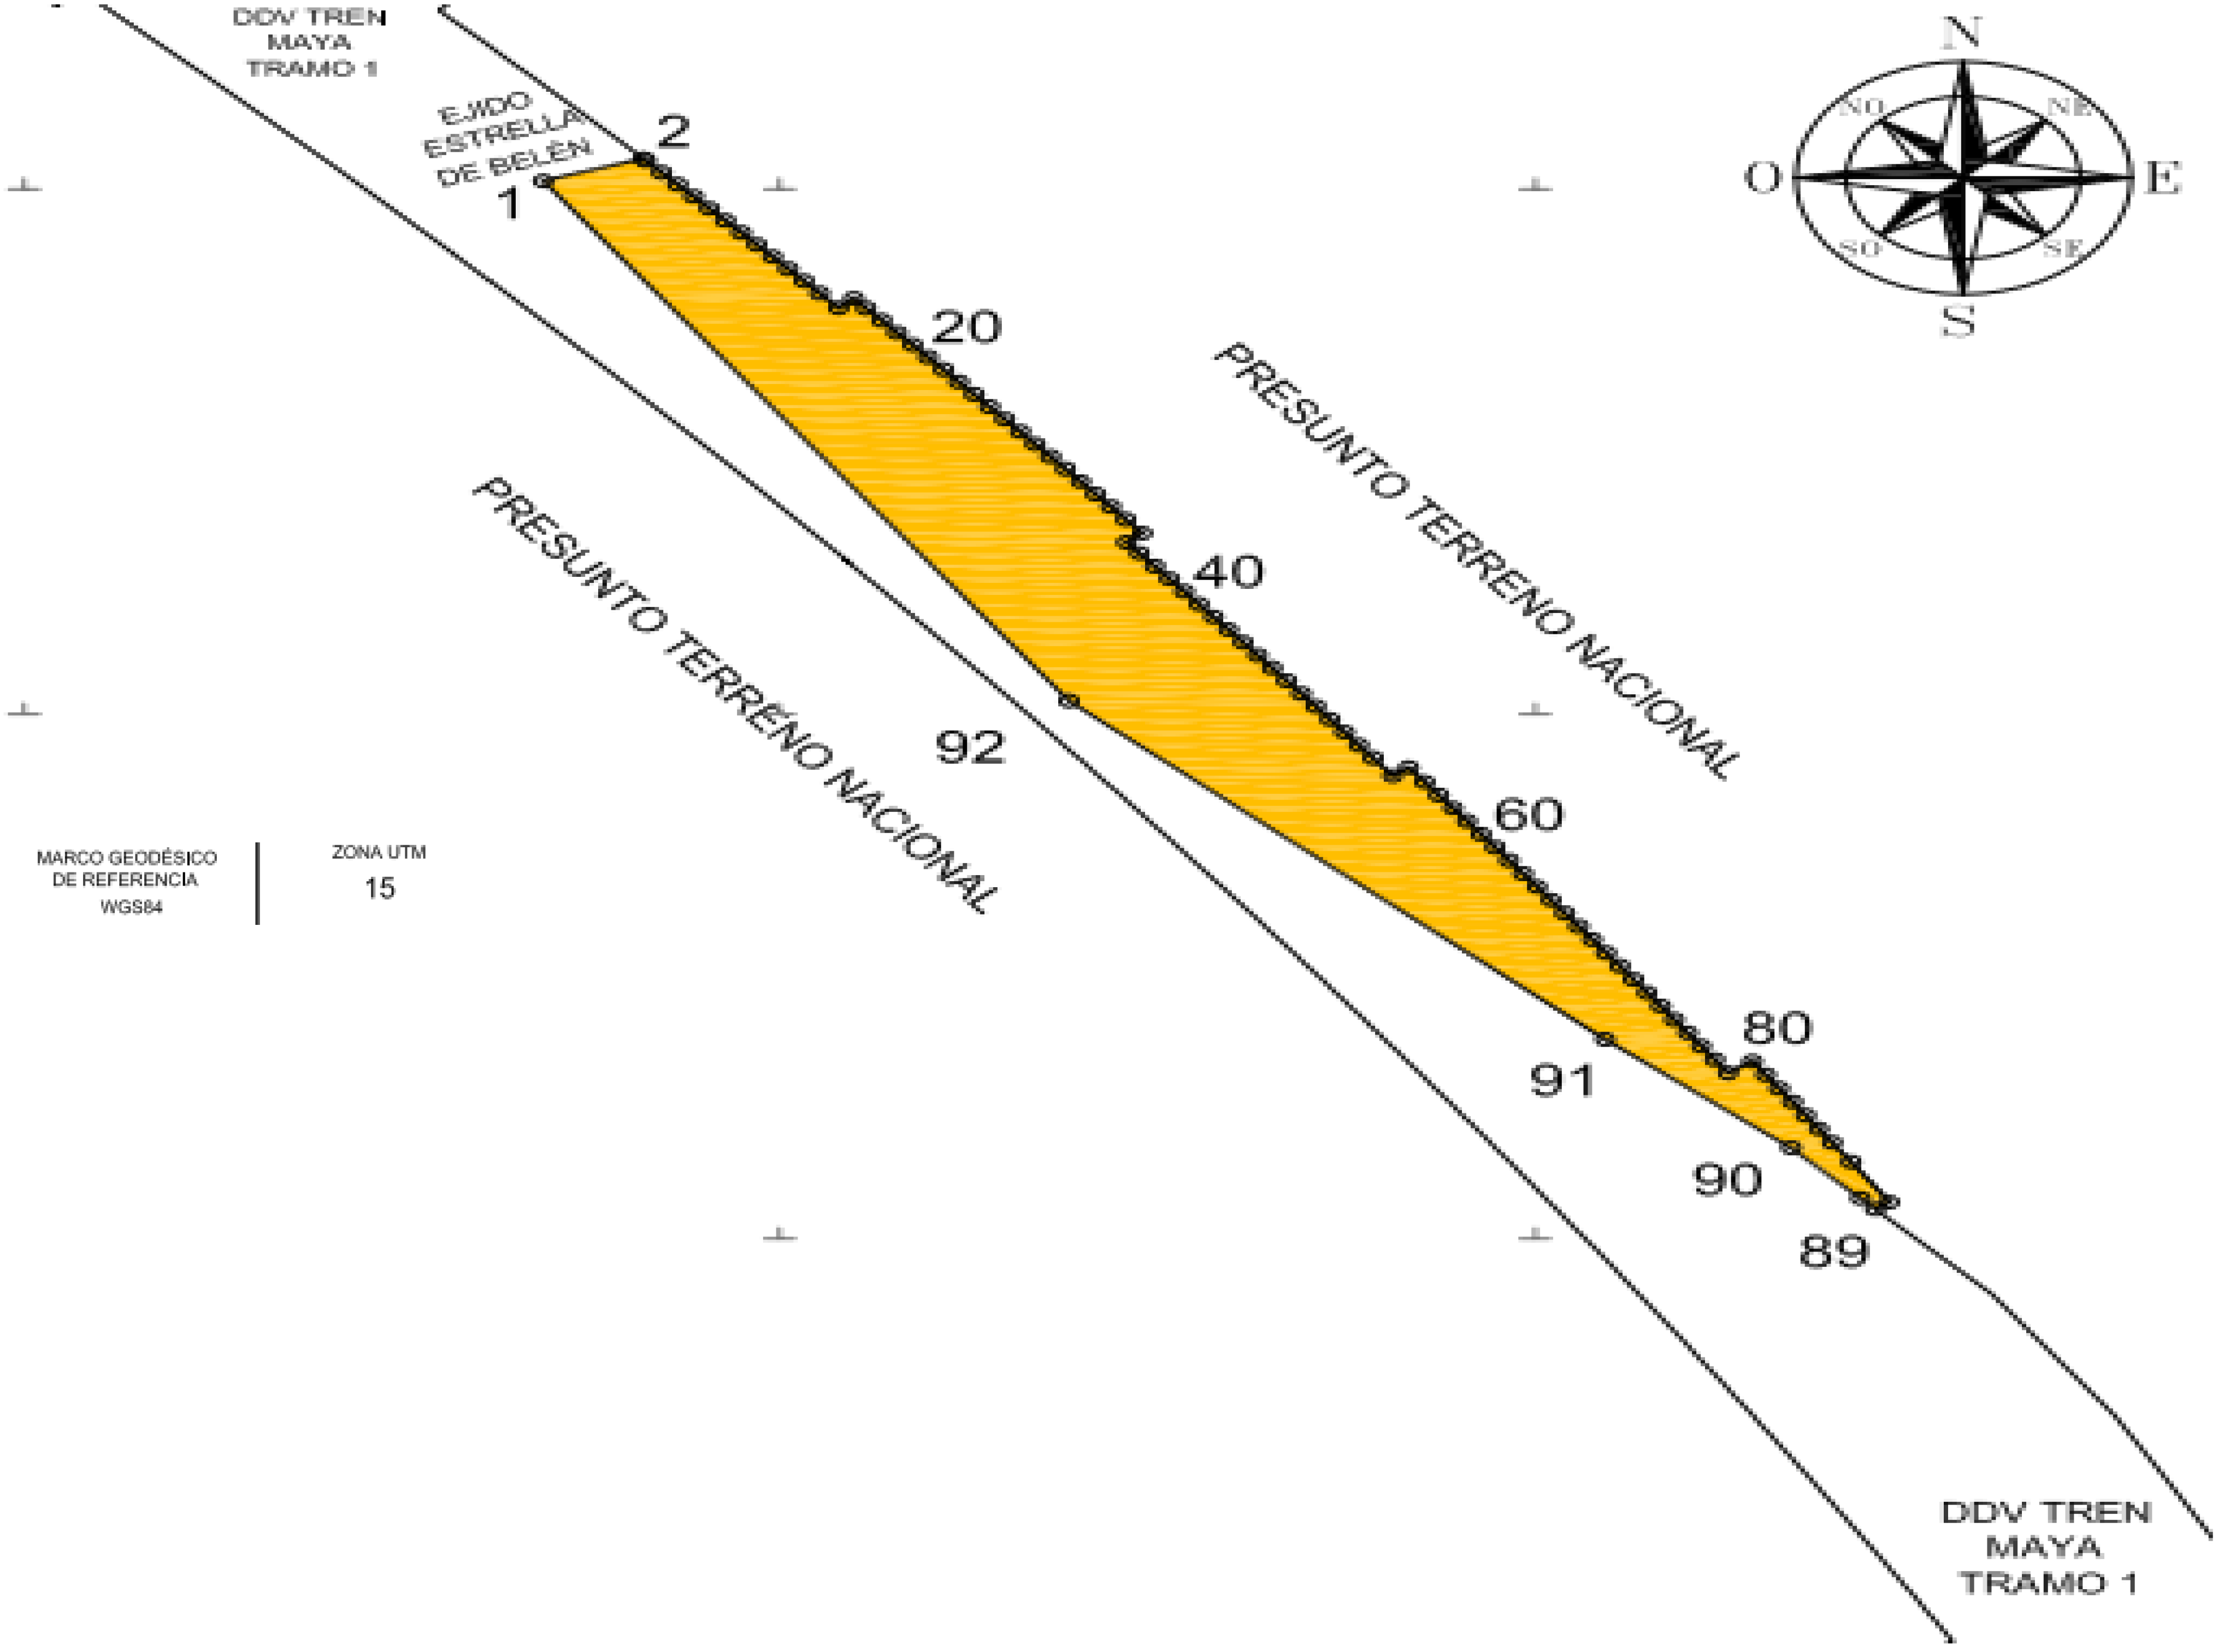 DDV TREN
MAYA
TRAMO 1
EJIDO
ESTRELLA
DE BELÉN
2
1
N
NO
NE
O
E
SO
SE
S
20
PRESUNTO TERRENO NACIONAL
40
PRESUNTO TERRENO NACIONAL
92
60
MARCO GEODÉSICO
DE REFERENCIA
WGS84
ZONA UTM
15
80
91
90
89
DDV TREN
MAYA
TRAMO 1